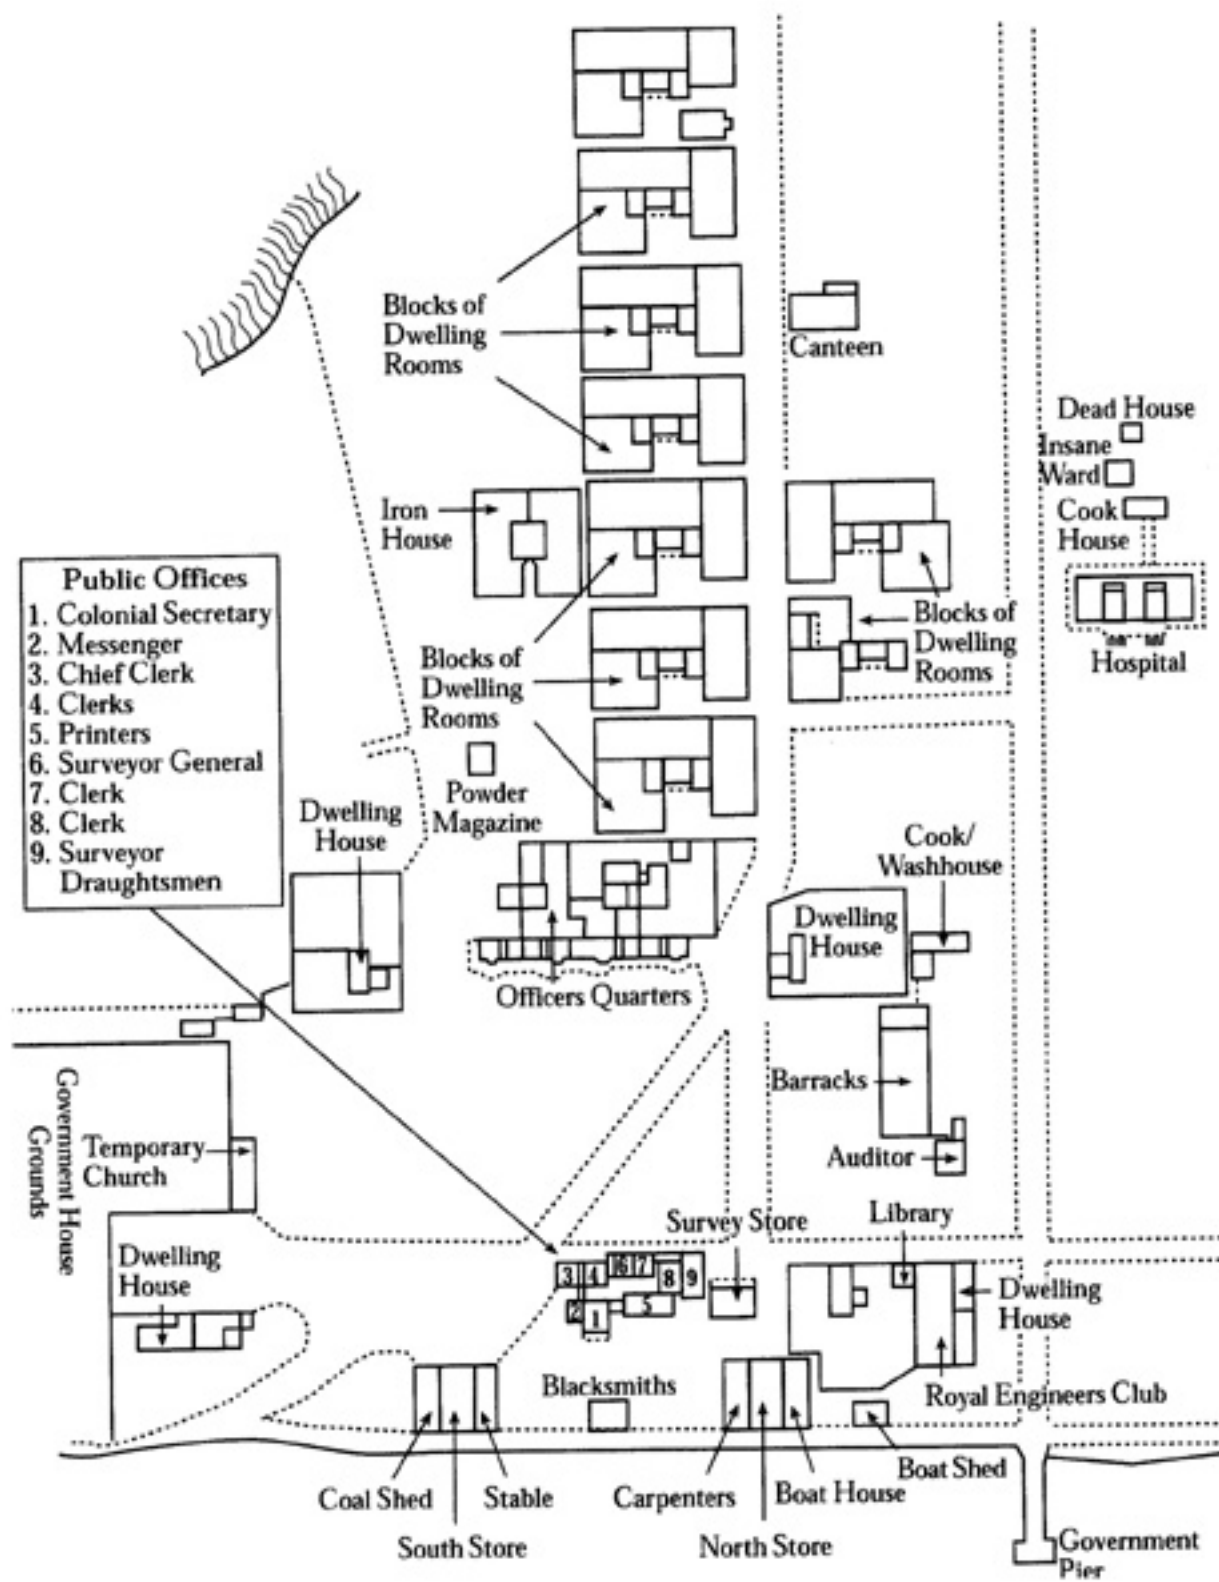 Blocks of
Dwelling
Rooms
Canteen
Dead House
Insane
Ward
Cook
House
Hospital
Iron
House
Blocks of
Dwelling
Rooms
Blocks of
Dwelling
Rooms
Public Offices
1. Colonial Secretary
2. Messenger
3. Chief Clerk
4. Clerks
5. Printers
6. Surveyor General
7. Clerk
8. Clerk
9. Surveyor
Draughtsmen
Powder
Magazine
Dwelling
House
Cook/
Washhouse
Dwelling
House
Officers Quarters
Barracks
Auditor
Government House
Grounds
Temporary
Church
Dwelling
House
Survey Store
Library
3
4
6
7
8
9
2
1
5
Dwelling
House
Royal Engineers Club
Blacksmiths
Coal Shed
Stable
South Store
Carpenters
Boat House
North Store
Boat Shed
Government
Pier